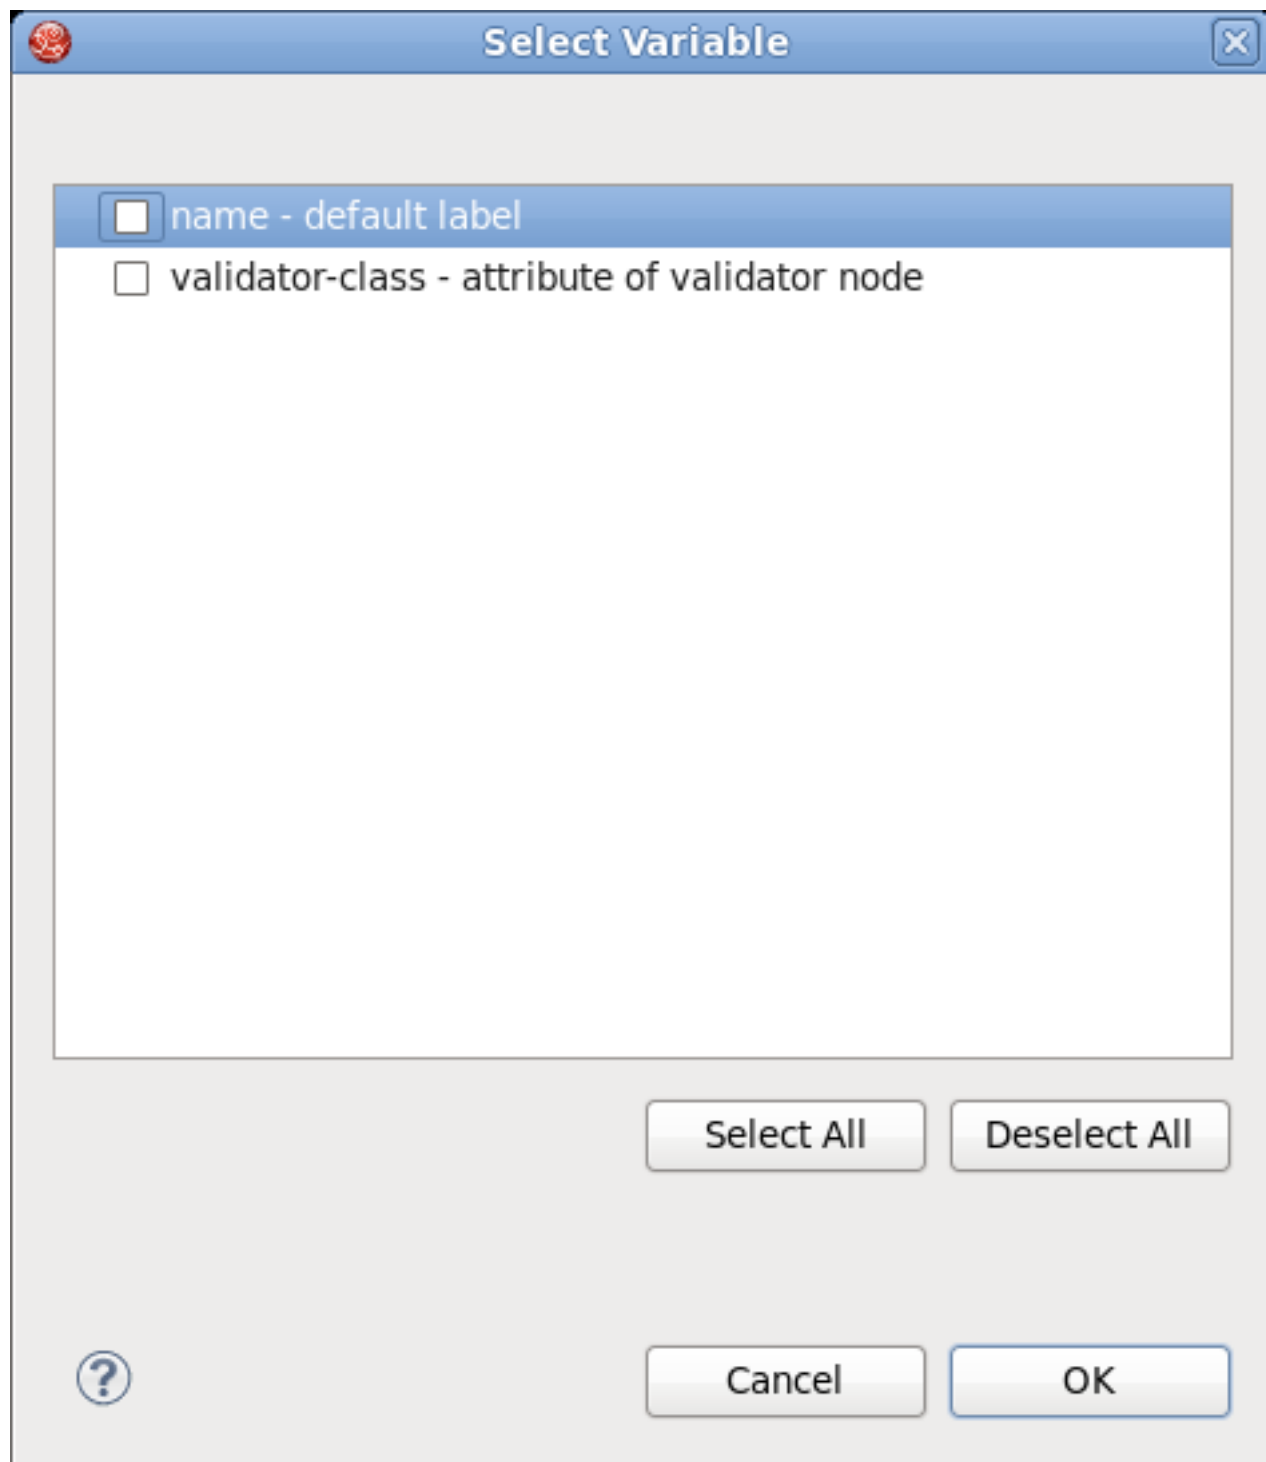 Select Variable
name - default label
validator-class - attribute of validator node
Select All
Deselect All
?
Cancel
OK